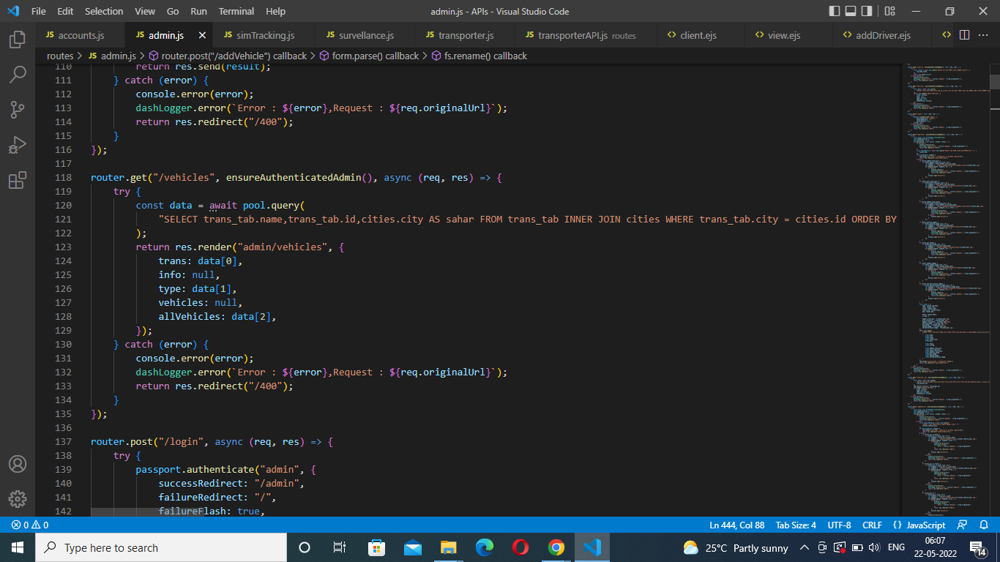 File Edit Selection View Go Run Terminal Help admin.js - APIs - Visual Studio Code
JS accounts.js JS admin.js JS simTracking.js JS survellance.js JS transporter.js JS transporterAPI.js routes <> client.ejs <> view.ejs <> addDriver.ejs <>
routes > JS admin.js > router.post("/addVehicle") callback > form.parse() callback > fs.rename() callback
110 return res.send(result);
111 } catch (error) {
112 console.error(error);
113 dashLogger.error(`Error : ${error},Request : ${req.originalUrl}`);
114 return res.redirect("/400");
115 }
116 });
117
118 router.get("/vehicles", ensureAuthenticatedAdmin(), async (req, res) => {
119 try {
120 const data = await pool.query(
121 "SELECT trans_tab.name,trans_tab.id,cities.city AS sahar FROM trans_tab INNER JOIN cities WHERE trans_tab.city = cities.id ORDER BY
122 );
123 return res.render("admin/vehicles", {
124 trans: data[0],
125 info: null,
126 type: data[1],
127 vehicles: null,
128 allVehicles: data[2],
129 });
130 } catch (error) {
131 console.error(error);
132 dashLogger.error(`Error : ${error},Request : ${req.originalUrl}`);
133 return res.redirect("/400");
134 }
135 });
136
137 router.post("/login", async (req, res) => {
138 try {
139 passport.authenticate("admin", {
140 successRedirect: "/admin",
141 failureRedirect: "/",
142 failureFlash: true,
0 0 Ln 444, Col 88 Tab Size: 4 UTF-8 CRLF {} JavaScript
Type here to search 25°C Partly sunny ENG 06:07
22-05-2022 14